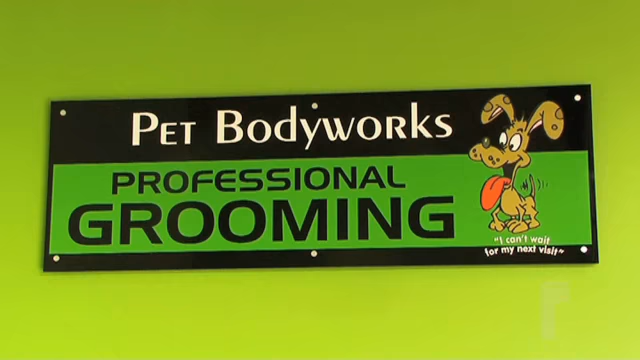 PET BODYWORKS
PROFESSIONAL
GROOMING
"I can't wait
for my next visit"